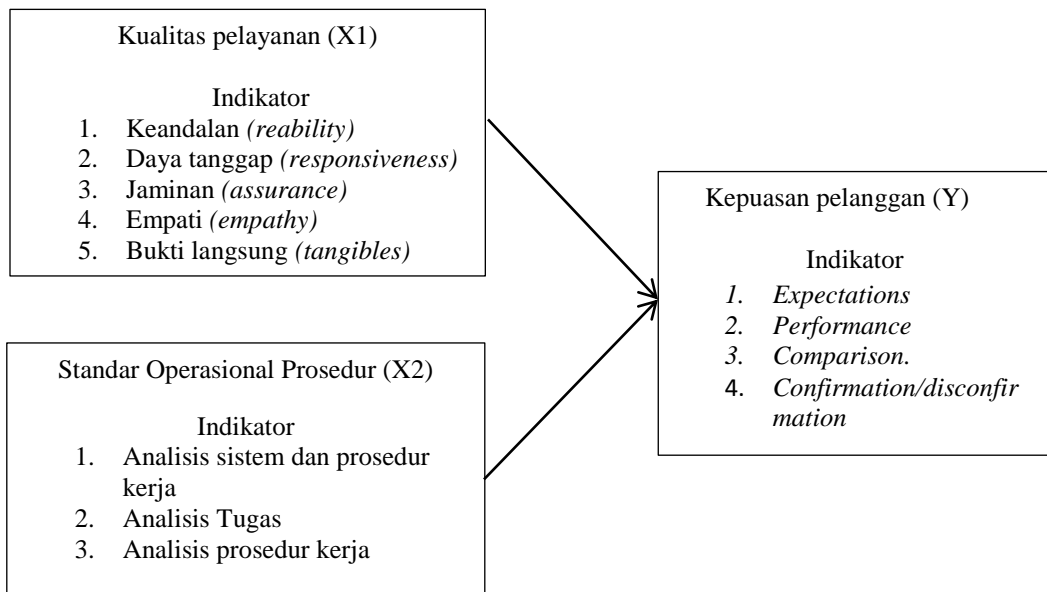 Kualitas pelayanan (X1)
Indikator
1. Keandalan (reability)
2. Daya tanggap (responsiveness)
3. Jaminan (assurance)
4. Empati (empathy)
5. Bukti langsung (tangibles)
Standar Operasional Prosedur (X2)
Indikator
1. Analisis sistem dan prosedur
kerja
2. Analisis Tugas
3. Analisis prosedur kerja
Kepuasan pelanggan (Y)
Indikator
1. Expectations
2. Performance
3. Comparison.
4. Confirmation/disconfir
mation